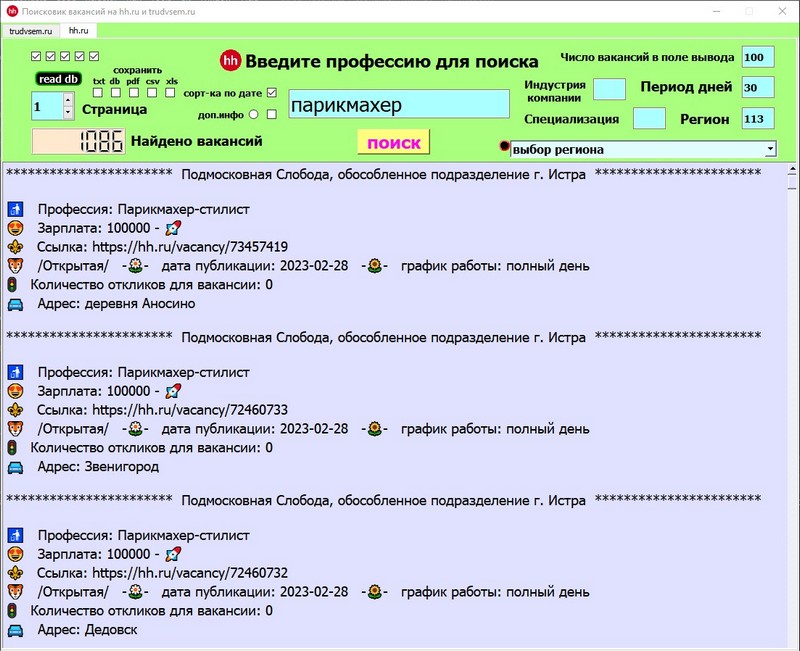 hh Поисковик вакансий на hh.ru и trudvsem.ru
trudvsem.ru hh.ru
hh Введите профессию для поиска
Число вакансий в поле вывода 100
read db
сохранить
txt db pdf csv xls
сорт-ка по дате
Индустрия компании
Период дней 30
1 Страница
доп.инфо
парикмахер
Специализация
Регион 113
1086 Найдено вакансий
поиск
выбор региона
************************ Подмосковная Слобода, обособленное подразделение г. Истра ************************
Профессия: Парикмахер-стилист
Зарплата: 100000 - 🚀
Ссылка: https://hh.ru/vacancy/73457419
/Открытая/ -🌼- дата публикации: 2023-02-28 -🌻- график работы: полный день
Количество откликов для вакансии: 0
Адрес: деревня Аносино
************************ Подмосковная Слобода, обособленное подразделение г. Истра ************************
Профессия: Парикмахер-стилист
Зарплата: 100000 - 🚀
Ссылка: https://hh.ru/vacancy/72460733
/Открытая/ -🌼- дата публикации: 2023-02-28 -🌻- график работы: полный день
Количество откликов для вакансии: 0
Адрес: Звенигород
************************ Подмосковная Слобода, обособленное подразделение г. Истра ************************
Профессия: Парикмахер-стилист
Зарплата: 100000 - 🚀
Ссылка: https://hh.ru/vacancy/72460732
/Открытая/ -🌼- дата публикации: 2023-02-28 -🌻- график работы: полный день
Количество откликов для вакансии: 0
Адрес: Дедовск